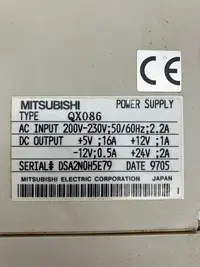 CE
MITSUBISHI POWER SUPPLY
TYPE QX086
AC INPUT 200V-230V;50/60Hz;2.2A
DC OUTPUT +5V ;16A +12V ;1A
-12V;0.5A +24V ;2A
SERIAL# DSA2N0H5E79 DATE 9705
MITSUBISHI ELECTRIC CORPORATION JAPAN